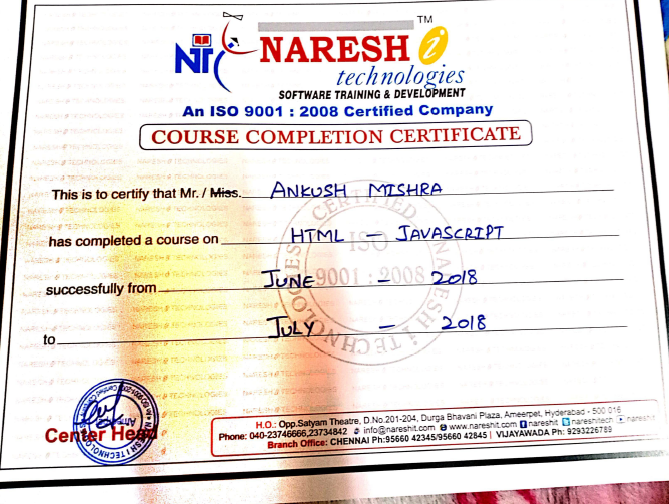 TM
NT
NARESH i
technologies
SOFTWARE TRAINING & DEVELOPMENT
An ISO 9001 : 2008 Certified Company
COURSE COMPLETION CERTIFICATE
This is to certify that Mr. / Miss. ANKUSH MISHRA
has completed a course on HTML - JAVASCRIPT
successfully from JUNE - 2018
to JULY - 2018
CERTIFIED
ISO
9001 : 2008
NARESH i TECHNOLOGIES
Center Head
H.O.: Opp.Satyam Theatre, D.No.201-204, Durga Bhavani Plaza, Ameerpet, Hyderabad - 500 016
Phone: 040-23746666,23734842 info@nareshit.com www.nareshit.com nareshit nareshitech nareshit
Branch Office: CHENNAI Ph:95660 42345/95660 42845 | VIJAYAWADA Ph: 9293226789